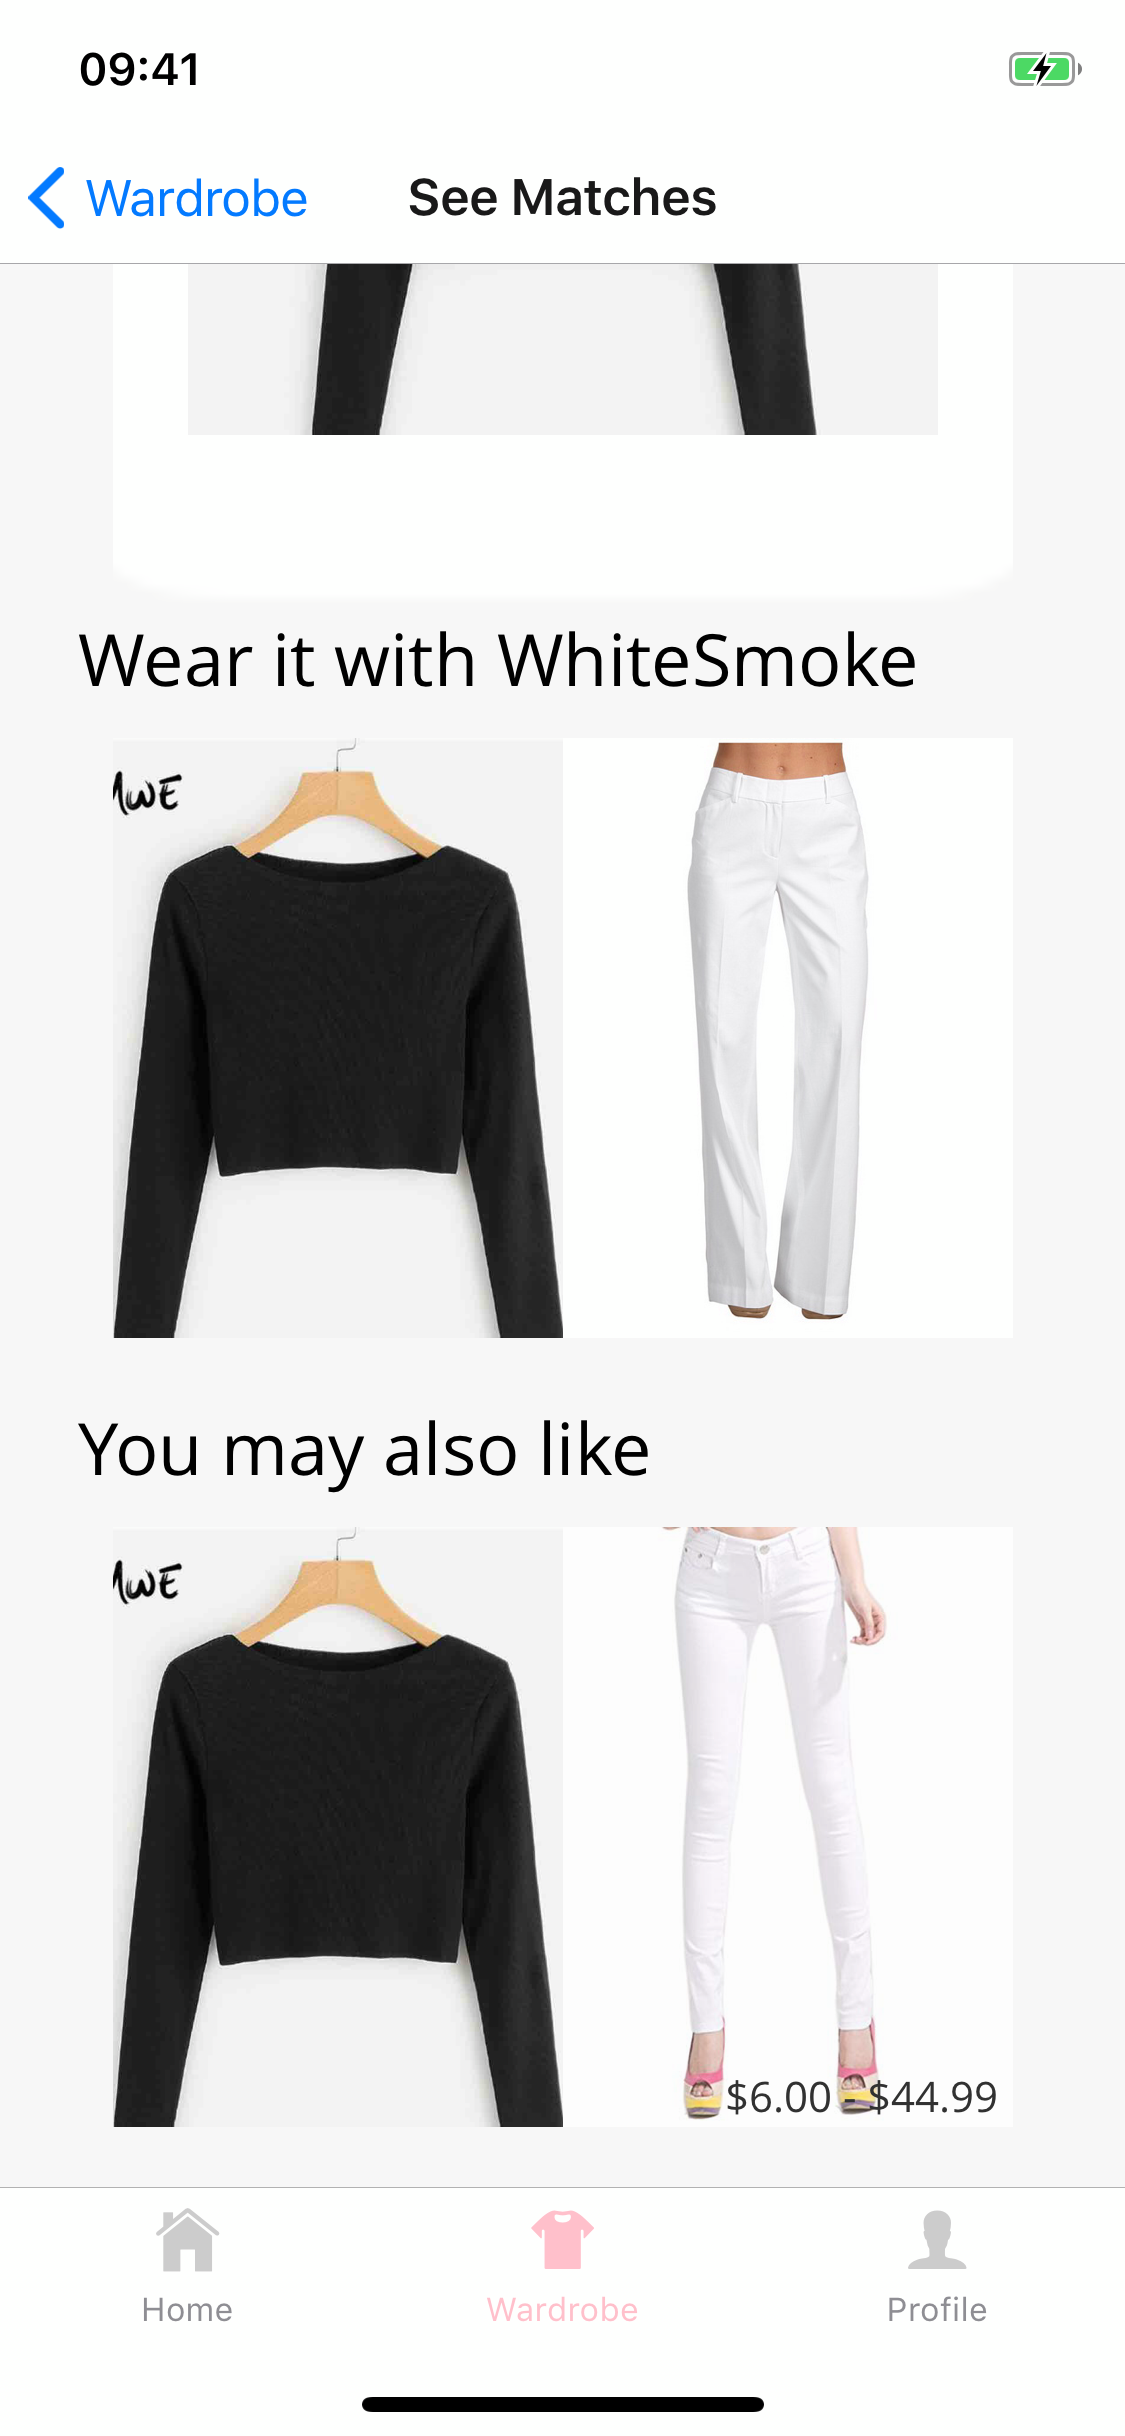 09:41
Wardrobe
See Matches
Wear it with WhiteSmoke
You may also like
$6.00 - $44.99
Home
Wardrobe
Profile